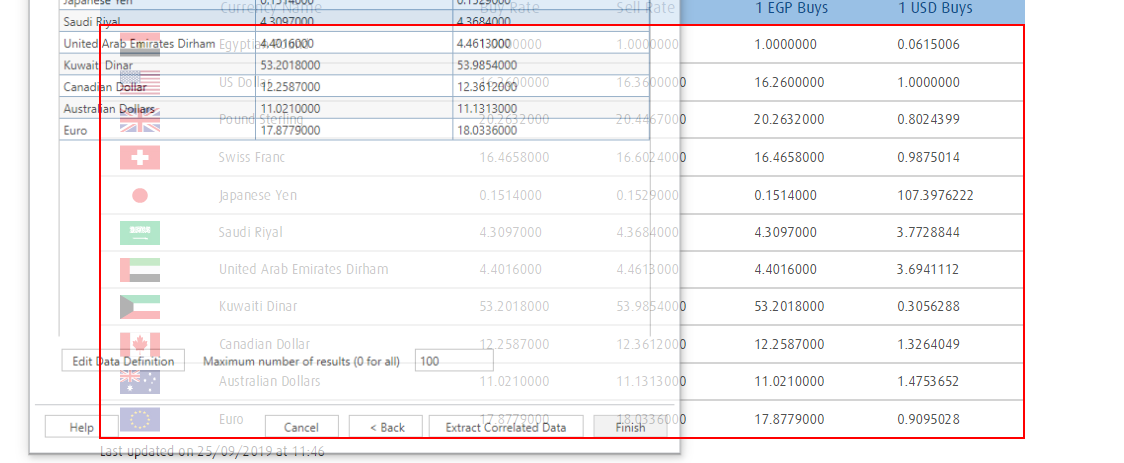 Japanese Yen 0.1514000 0.1529000
Currency Name Buy Rate Sell Rate 1 EGP Buys 1 USD Buys
Saudi Riyal 4.3097000 4.3684000
United Arab Emirates Dirham 4.4016000 4.4613000
Egyptian 1.0000000 1.0000000 0.0615006
Kuwaiti Dinar 53.2018000 53.9854000
US Dollar 16.2600000 16.3600000 16.2600000 1.0000000
Canadian Dollar 12.2587000 12.3612000
Australian Dollars 11.0210000 11.1313000
Pound Sterling 20.2632000 20.4467000 20.2632000 0.8024399
Euro 17.8779000 18.0336000
Swiss Franc 16.4658000 16.6024000 16.4658000 0.9875014
Japanese Yen 0.1514000 0.1529000 0.1514000 107.3976222
Saudi Riyal 4.3097000 4.3684000 4.3097000 3.7728844
United Arab Emirates Dirham 4.4016000 4.4613000 4.4016000 3.6941112
Kuwaiti Dinar 53.2018000 53.9854000 53.2018000 0.3056288
Canadian Dollar 12.2587000 12.3612000 12.2587000 1.3264049
Edit Data Definition Maximum number of results (0 for all) 100
Australian Dollars 11.0210000 11.1313000 11.0210000 1.4753652
Euro 17.8779000 18.0336000 17.8779000 0.9095028
Help Cancel < Back Extract Correlated Data Finish
Last updated on 25/09/2019 at 11:46